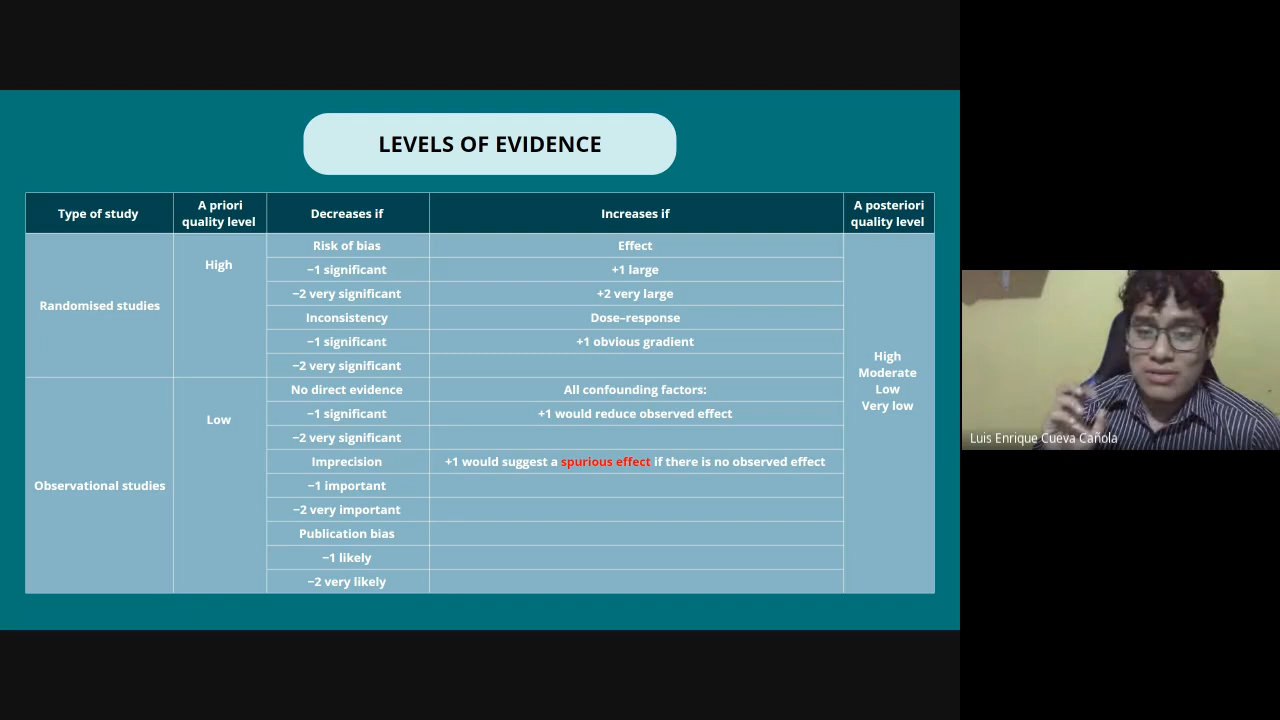 LEVELS OF EVIDENCE
Type of study
A priori
quality level
Decreases if
Increases if
A posteriori
quality level
Randomised studies
High
Risk of bias
Effect
−1 significant
+1 large
−2 very significant
+2 very large
Inconsistency
Dose–response
−1 significant
+1 obvious gradient
−2 very significant
Observational studies
Low
No direct evidence
All confounding factors:
−1 significant
+1 would reduce observed effect
−2 very significant
Imprecision
+1 would suggest a spurious effect if there is no observed effect
−1 important
−2 very important
Publication bias
−1 likely
−2 very likely
High
Moderate
Low
Very low
Luis Enrique Cueva Cañola